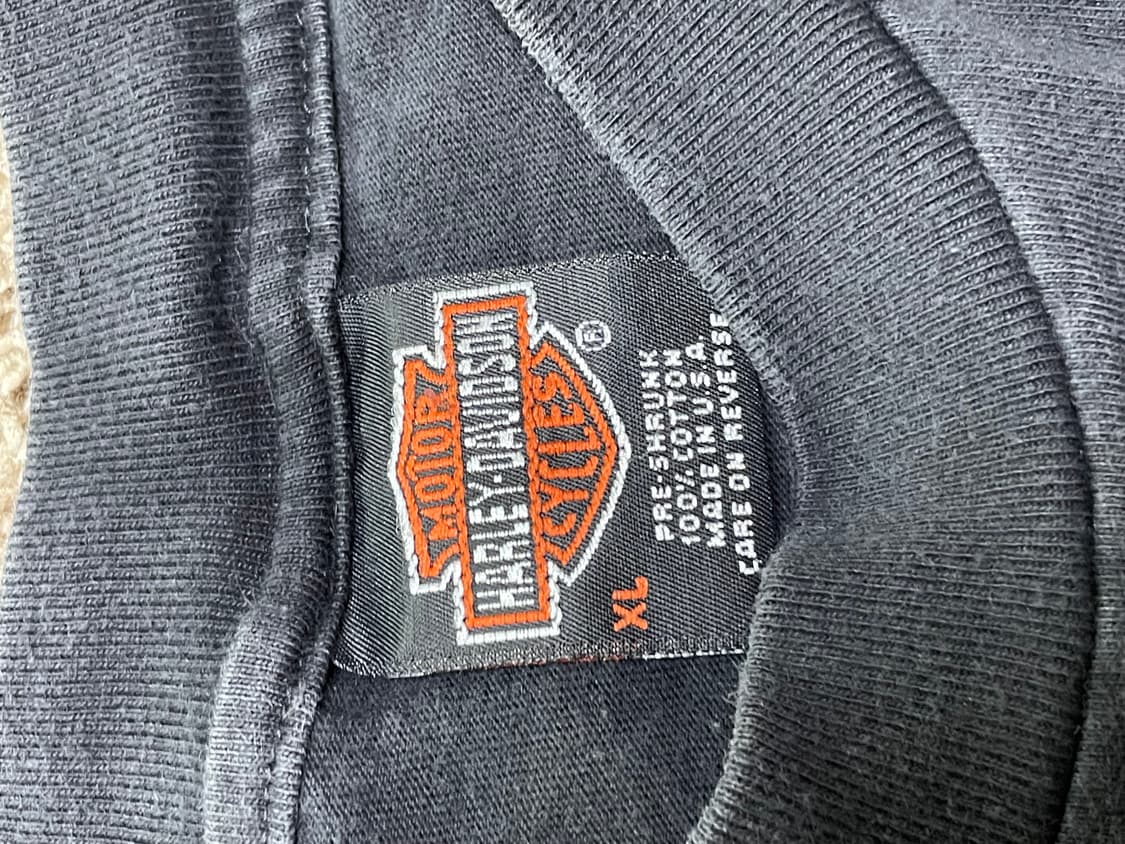 MOTOR
HARLEY-DAVIDSON
CYCLES
®
XL
PRE-SHRUNK
100% COTTON
MADE IN U.S.A
CARE ON REVERSE